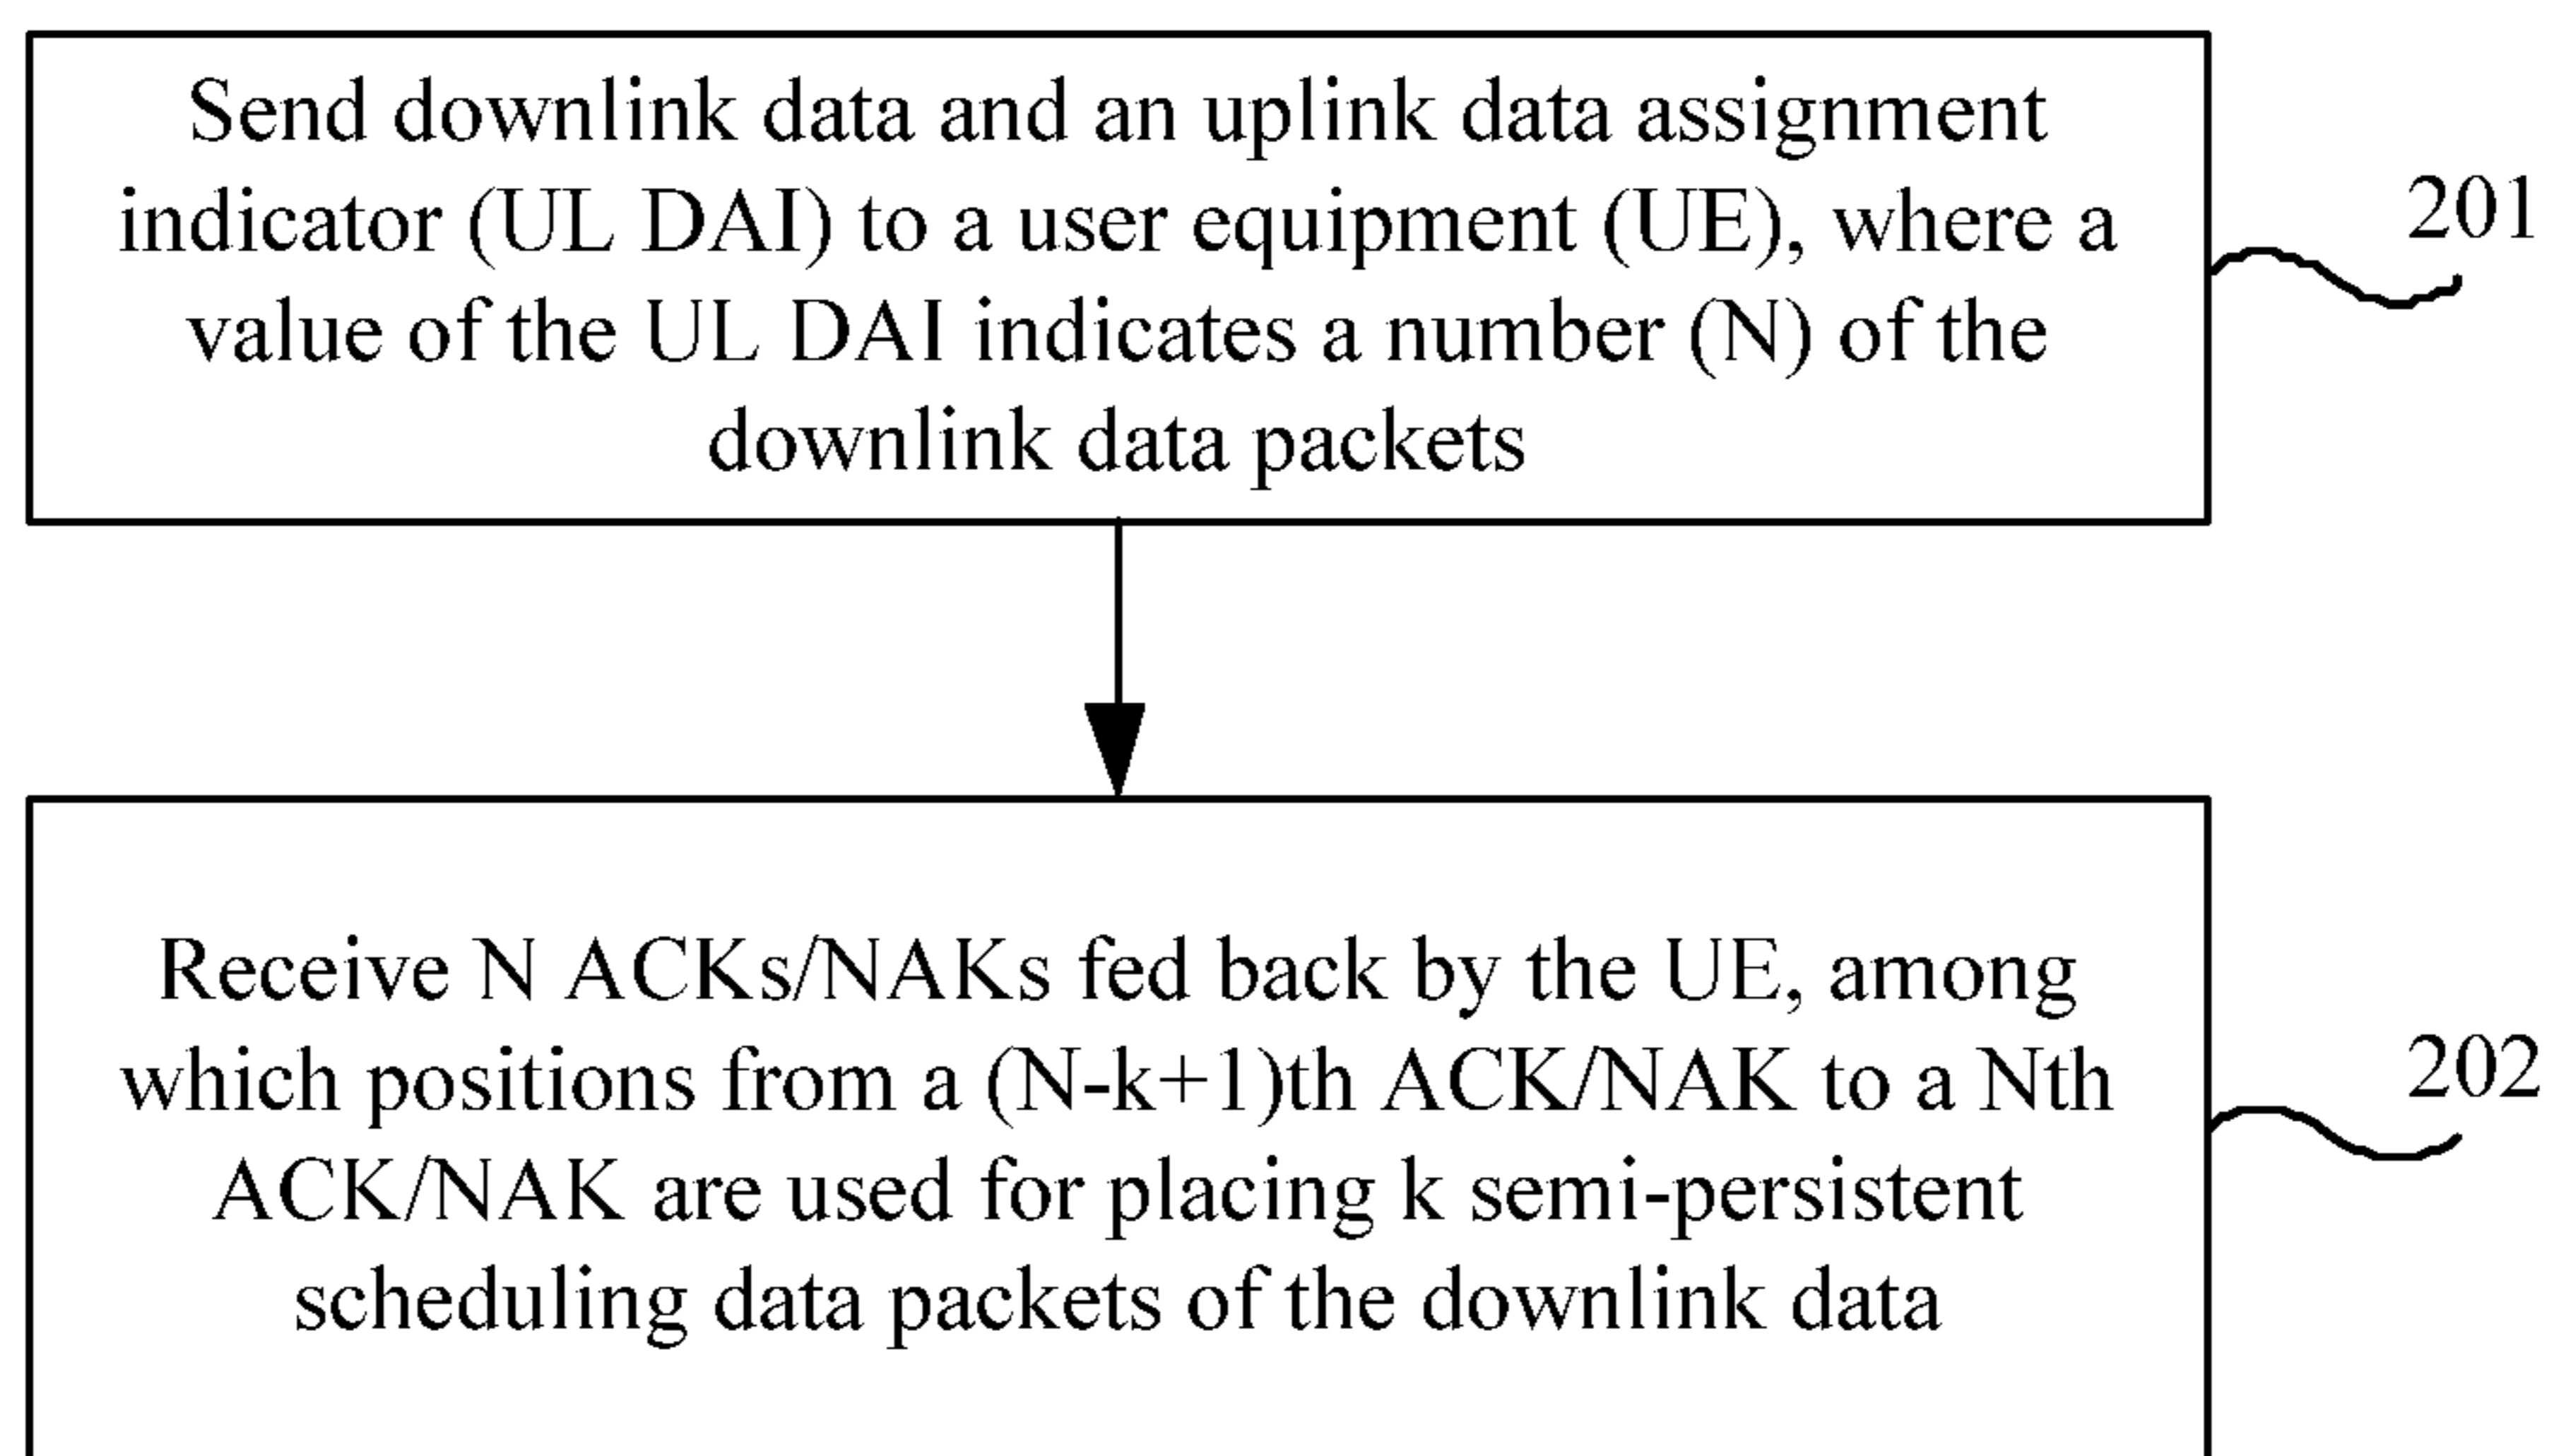 Send downlink data and an uplink data assignment
indicator (UL DAI) to a user equipment (UE), where a
value of the UL DAI indicates a number (N) of the
downlink data packets
201
Receive N ACKs/NAKs fed back by the UE, among
which positions from a (N-k+1)th ACK/NAK to a Nth
ACK/NAK are used for placing k semi-persistent
scheduling data packets of the downlink data
202